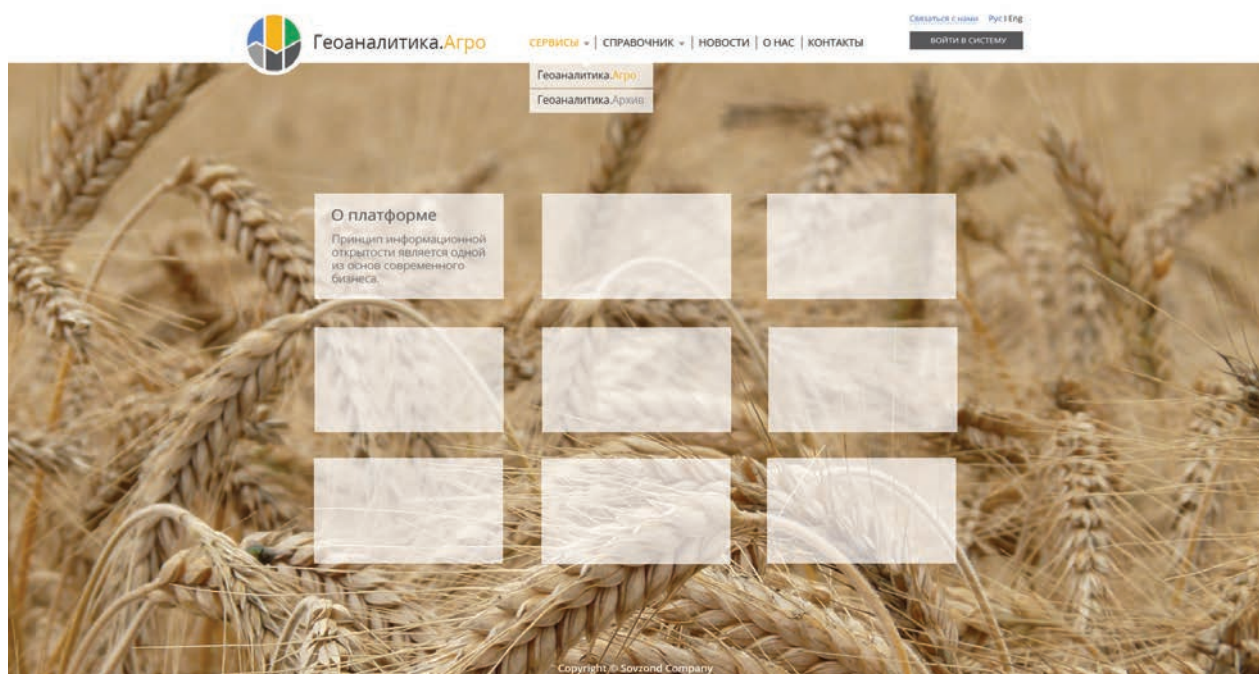 Связаться с нами Рус I Eng
Геоаналитика.Агро
СЕРВИСЫ | СПРАВОЧНИК | НОВОСТИ | О НАС | КОНТАКТЫ
ВОЙТИ В СИСТЕМУ
Геоаналитика.Агро
Геоаналитика.Архив
О платформе
Принцип информационной
открытости является одной
из основ современного
бизнеса.
Copyright © Sovzond Company